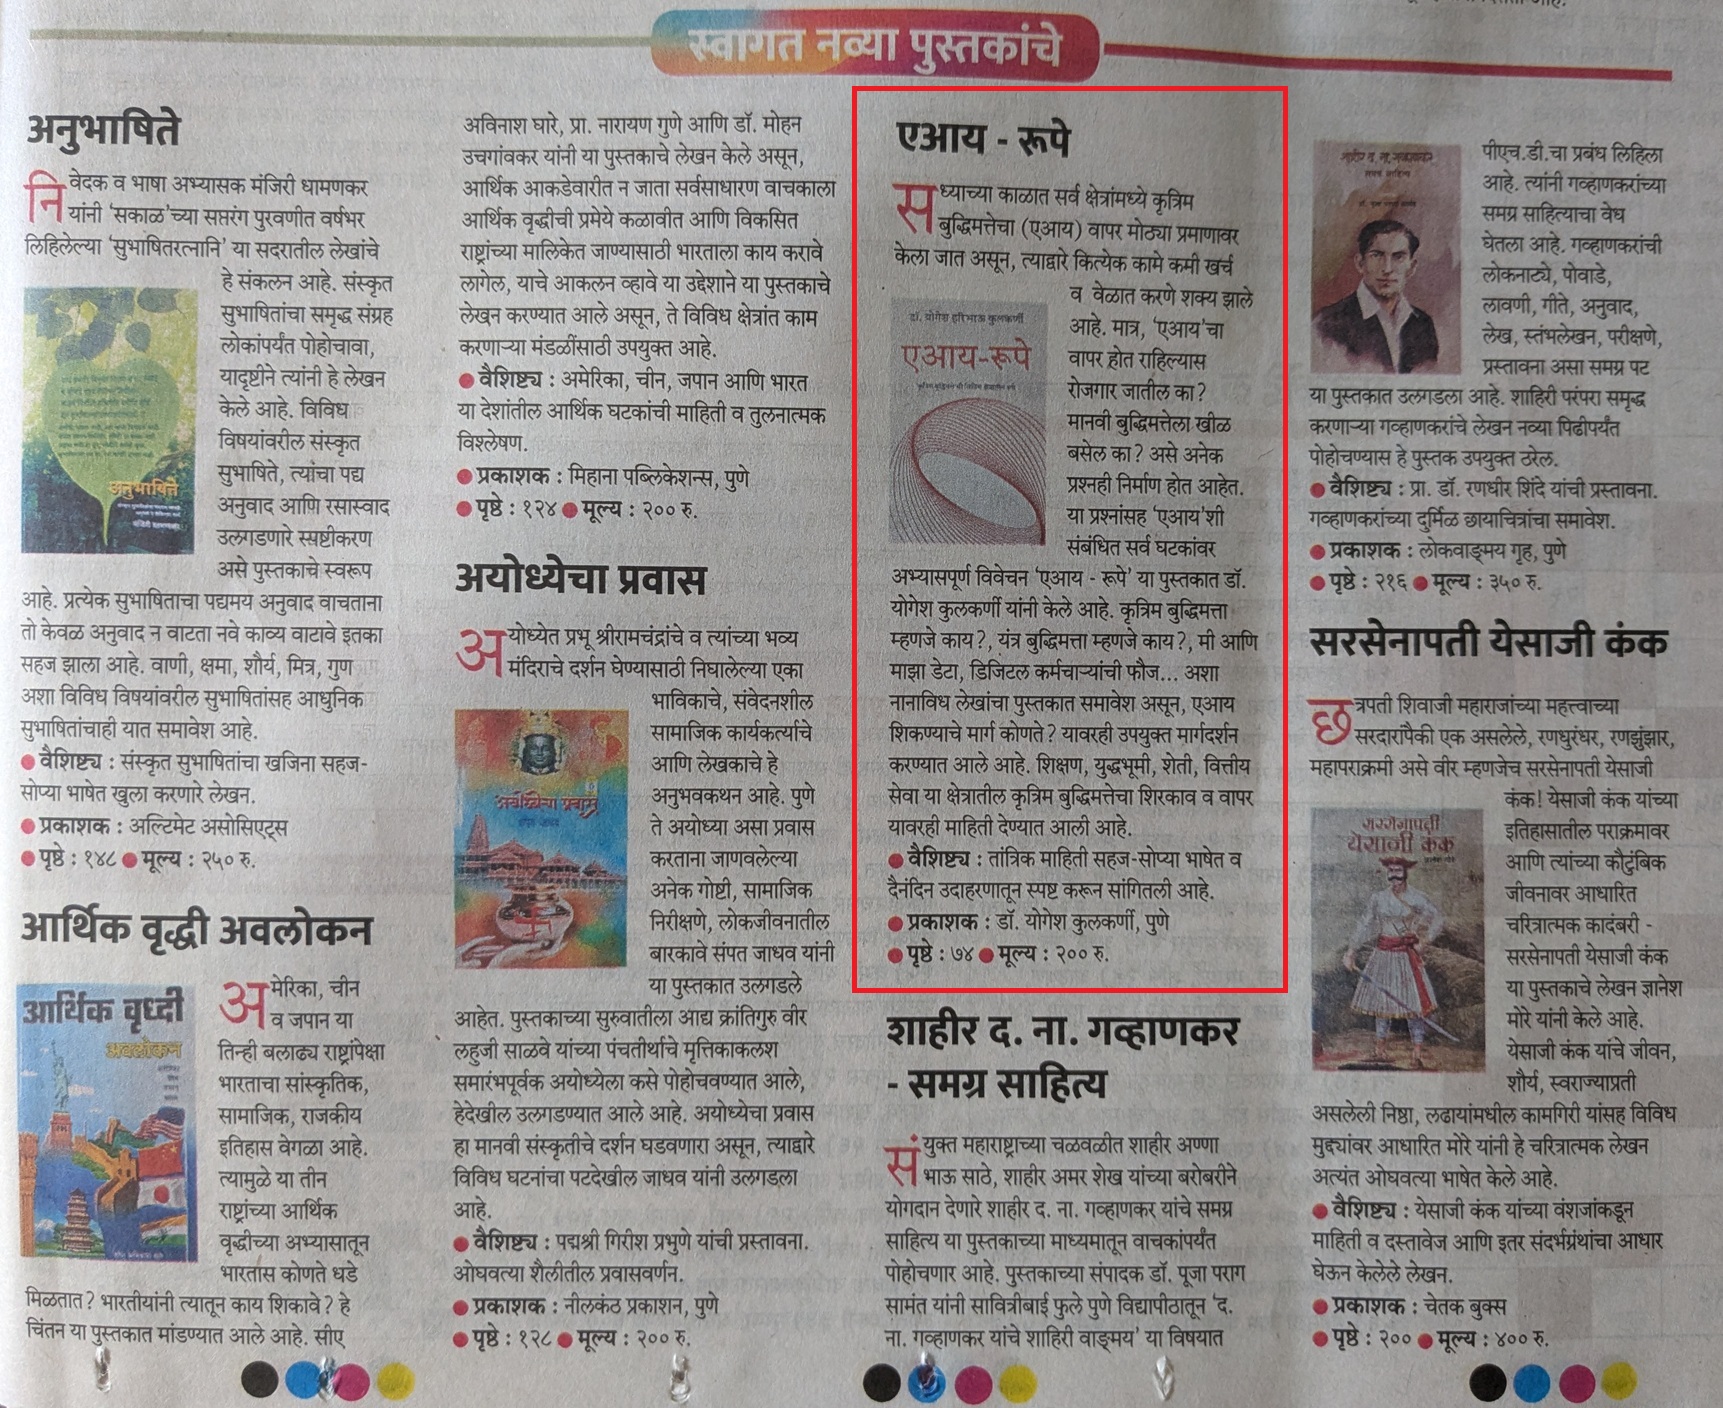 स्वागत नव्या पुस्तकांचे
अनुभाषिते
निवेदक व भाषा अभ्यासक मंजिरी धामणकर
यांनी ‘सकाळ’च्या सप्तरंग पुरवणीत वर्षभर
लिहिलेल्या ‘सुभाषितरत्नानि’ या सदरातील लेखांचे
हे संकलन आहे. संस्कृत
सुभाषितांचा समृद्ध संग्रह
लोकांपर्यंत पोहोचावा,
यादृष्टीने त्यांनी हे लेखन
केले आहे. विविध
विषयांवरील संस्कृत
सुभाषिते, त्यांचा पद्य
अनुवाद आणि रसास्वाद
उलगडणारे स्पष्टीकरण
असे पुस्तकाचे स्वरूप
अनुभाषिते
आहे. प्रत्येक सुभाषिताचा पद्यमय अनुवाद वाचताना
तो केवळ अनुवाद न वाटता नवे काव्य वाटावे इतका
सहज झाला आहे. वाणी, क्षमा, शौर्य, मित्र, गुण
अशा विविध विषयांवरील सुभाषितांसह आधुनिक
सुभाषितांचाही यात समावेश आहे.
● वैशिष्ट्य : संस्कृत सुभाषितांचा खजिना सहज-
सोप्या भाषेत खुला करणारे लेखन.
● प्रकाशक : अल्टिमेट असोसिएट्स
● पृष्ठे : १४८ ● मूल्य : २५० रु.
आर्थिक वृद्धी अवलोकन
आर्थिक वृध्दी
अवलोकन
अमेरिका, चीन
व जपान या
तिन्ही बलाढ्य राष्ट्रांपेक्षा
भारताचा सांस्कृतिक,
सामाजिक, राजकीय
इतिहास वेगळा आहे.
त्यामुळे या तीन
राष्ट्रांच्या आर्थिक
वृद्धीच्या अभ्यासातून
भारतास कोणते धडे
मिळतात? भारतीयांनी त्यातून काय शिकावे? हे
चिंतन या पुस्तकात मांडण्यात आले आहे. सीए
अविनाश घारे, प्रा. नारायण गुणे आणि डॉ. मोहन
उचगांवकर यांनी या पुस्तकाचे लेखन केले असून,
आर्थिक आकडेवारीत न जाता सर्वसाधारण वाचकाला
आर्थिक वृद्धीची प्रमेये कळावीत आणि विकसित
राष्ट्रांच्या मालिकेत जाण्यासाठी भारताला काय करावे
लागेल, याचे आकलन व्हावे या उद्देशाने या पुस्तकाचे
लेखन करण्यात आले असून, ते विविध क्षेत्रांत काम
करणाऱ्या मंडळींसाठी उपयुक्त आहे.
● वैशिष्ट्य : अमेरिका, चीन, जपान आणि भारत
या देशांतील आर्थिक घटकांची माहिती व तुलनात्मक
विश्लेषण.
● प्रकाशक : मिहाना पब्लिकेशन्स, पुणे
● पृष्ठे : १२४ ● मूल्य : २०० रु.
अयोध्येचा प्रवास
अयोध्येत प्रभू श्रीरामचंद्रांचे व त्यांच्या भव्य
मंदिराचे दर्शन घेण्यासाठी निघालेल्या एका
भाविकाचे, संवेदनशील
सामाजिक कार्यकर्त्याचे
आणि लेखकाचे हे
अनुभवकथन आहे. पुणे
ते अयोध्या असा प्रवास
करताना जाणवलेल्या
अनेक गोष्टी, सामाजिक
निरीक्षणे, लोकजीवनातील
बारकावे संपत जाधव यांनी
या पुस्तकात उलगडले
अयोध्येचा प्रवास
आहेत. पुस्तकाच्या सुरुवातीला आद्य क्रांतिगुरु वीर
लहुजी साळवे यांच्या पंचतीर्थाचे मृत्तिकाकलश
समारंभपूर्वक अयोध्येला कसे पोहोचवण्यात आले,
हेदेखील उलगडण्यात आले आहे. अयोध्येचा प्रवास
हा मानवी संस्कृतीचे दर्शन घडवणारा असून, त्याद्वारे
विविध घटनांचा पटदेखील जाधव यांनी उलगडला
आहे.
● वैशिष्ट्य : पद्मश्री गिरीश प्रभुणे यांची प्रस्तावना.
ओघवत्या शैलीतील प्रवासवर्णन.
● प्रकाशक : नीलकंठ प्रकाशन, पुणे
● पृष्ठे : १२८ ● मूल्य : २०० रु.
एआय - रूपे
सध्याच्या काळात सर्व क्षेत्रांमध्ये कृत्रिम
बुद्धिमत्तेचा (एआय) वापर मोठ्या प्रमाणावर
केला जात असून, त्याद्वारे कित्येक कामे कमी खर्च
व वेळात करणे शक्य झाले
आहे. मात्र, ‘एआय’चा
वापर होत राहिल्यास
रोजगार जातील का?
मानवी बुद्धिमत्तेला खीळ
बसेल का? असे अनेक
प्रश्नही निर्माण होत आहेत.
या प्रश्नांसह ‘एआय’शी
संबंधित सर्व घटकांवर
डॉ. योगेश हरिभाऊ कुलकर्णी
एआय-रूपे
अभ्यासपूर्ण विवेचन ‘एआय - रूपे’ या पुस्तकात डॉ.
योगेश कुलकर्णी यांनी केले आहे. कृत्रिम बुद्धिमत्ता
म्हणजे काय?, यंत्र बुद्धिमत्ता म्हणजे काय?, मी आणि
माझा डेटा, डिजिटल कर्मचाऱ्यांची फौज... अशा
नानाविध लेखांचा पुस्तकात समावेश असून, एआय
शिकण्याचे मार्ग कोणते? यावरही उपयुक्त मार्गदर्शन
करण्यात आले आहे. शिक्षण, युद्धभूमी, शेती, वित्तीय
सेवा या क्षेत्रातील कृत्रिम बुद्धिमत्तेचा शिरकाव व वापर
यावरही माहिती देण्यात आली आहे.
● वैशिष्ट्य : तांत्रिक माहिती सहज-सोप्या भाषेत व
दैनंदिन उदाहरणातून स्पष्ट करून सांगितली आहे.
● प्रकाशक : डॉ. योगेश कुलकर्णी, पुणे
● पृष्ठे : ७४ ● मूल्य : २०० रु.
शाहीर द. ना. गव्हाणकर
- समग्र साहित्य
संयुक्त महाराष्ट्राच्या चळवळीत शाहीर अण्णा
भाऊ साठे, शाहीर अमर शेख यांच्या बरोबरीने
योगदान देणारे शाहीर द. ना. गव्हाणकर यांचे समग्र
साहित्य या पुस्तकाच्या माध्यमातून वाचकांपर्यंत
पोहोचणार आहे. पुस्तकाच्या संपादक डॉ. पूजा पराग
सामंत यांनी सावित्रीबाई फुले पुणे विद्यापीठातून ‘द.
ना. गव्हाणकर यांचे शाहिरी वाङ्मय’ या विषयात
पीएच.डी.चा प्रबंध लिहिला
आहे. त्यांनी गव्हाणकरांच्या
समग्र साहित्याचा वेध
घेतला आहे. गव्हाणकरांची
लोकनाट्ये, पोवाडे,
लावणी, गीते, अनुवाद,
लेख, स्तंभलेखन, परीक्षणे,
प्रस्तावना असा समग्र पट
या पुस्तकात उलगडला आहे. शाहिरी परंपरा समृद्ध
करणाऱ्या गव्हाणकरांचे लेखन नव्या पिढीपर्यंत
पोहोचण्यास हे पुस्तक उपयुक्त ठरेल.
● वैशिष्ट्य : प्रा. डॉ. रणधीर शिंदे यांची प्रस्तावना.
गव्हाणकरांच्या दुर्मिळ छायाचित्रांचा समावेश.
● प्रकाशक : लोकवाङ्मय गृह, पुणे
● पृष्ठे : २१६ ● मूल्य : ३५० रु.
सरसेनापती येसाजी कंक
छत्रपती शिवाजी महाराजांच्या महत्त्वाच्या
सरदारांपैकी एक असलेले, रणधुरंधर, रणझुंझार,
महापराक्रमी असे वीर म्हणजेच सरसेनापती येसाजी
कंक! येसाजी कंक यांच्या
इतिहासातील पराक्रमावर
आणि त्यांच्या कौटुंबिक
जीवनावर आधारित
चरित्रात्मक कादंबरी -
सरसेनापती येसाजी कंक
या पुस्तकाचे लेखन ज्ञानेश
मोरे यांनी केले आहे.
येसाजी कंक यांचे जीवन,
शौर्य, स्वराज्याप्रती
सरसेनापती
येसाजी कंक
असलेली निष्ठा, लढायांमधील कामगिरी यांसह विविध
मुद्द्यांवर आधारित मोरे यांनी हे चरित्रात्मक लेखन
अत्यंत ओघवत्या भाषेत केले आहे.
● वैशिष्ट्य : येसाजी कंक यांच्या वंशजांकडून
माहिती व दस्तावेज आणि इतर संदर्भग्रंथांचा आधार
घेऊन केलेले लेखन.
● प्रकाशक : चेतक बुक्स
● पृष्ठे : २०० ● मूल्य : ४०० रु.